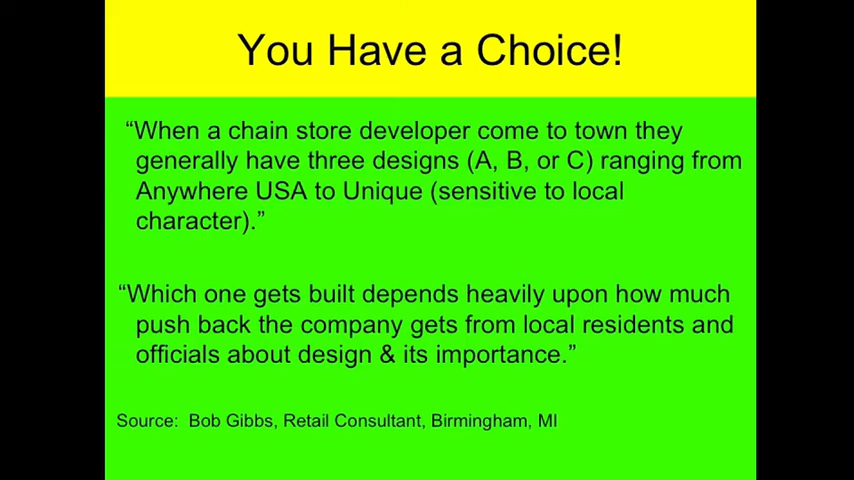 You Have a Choice!
“When a chain store developer come to town they
generally have three designs (A, B, or C) ranging from
Anywhere USA to Unique (sensitive to local
character).”
“Which one gets built depends heavily upon how much
push back the company gets from local residents and
officials about design & its importance.”
Source:  Bob Gibbs, Retail Consultant, Birmingham, MI